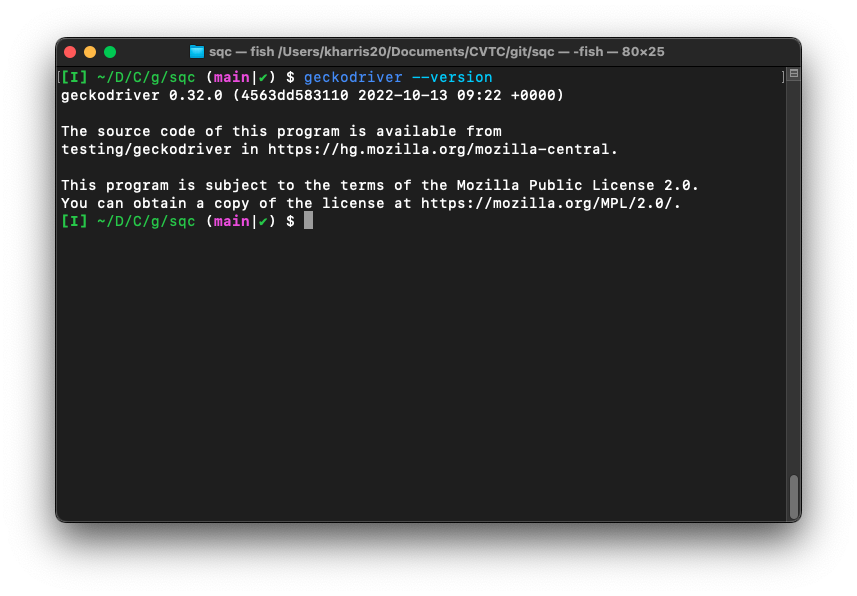 sqc — fish /Users/kharris20/Documents/CVTC/git/sqc — -fish — 80×25
[[I] ~/D/C/g/sqc (main|✔) $ geckodriver --version ]
geckodriver 0.32.0 (4563dd583110 2022-10-13 09:22 +0000)
The source code of this program is available from
testing/geckodriver in https://hg.mozilla.org/mozilla-central.
This program is subject to the terms of the Mozilla Public License 2.0.
You can obtain a copy of the license at https://mozilla.org/MPL/2.0/.
[I] ~/D/C/g/sqc (main|✔) $